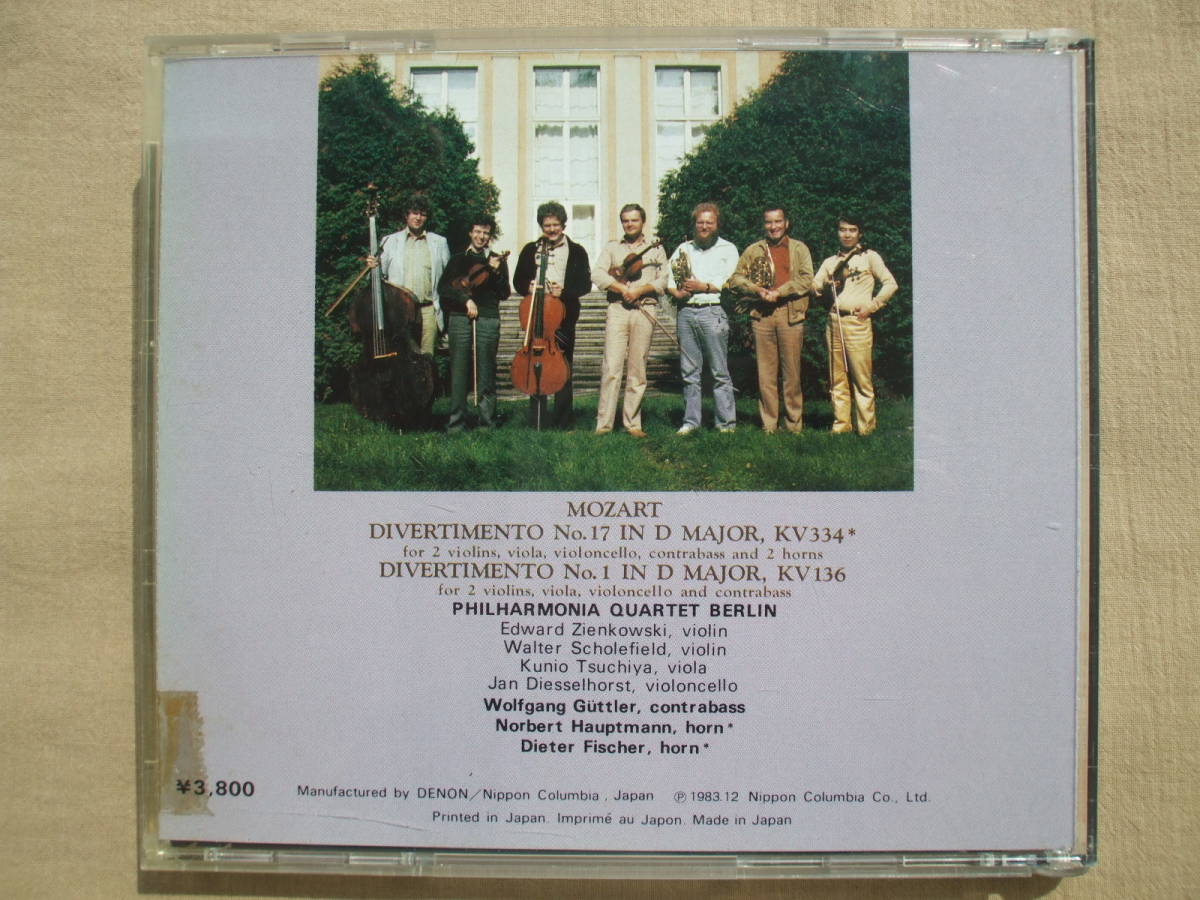 MOZART
DIVERTIMENTO No.17 IN D MAJOR, KV334*
for 2 violins, viola, violoncello, contrabass and 2 horns
DIVERTIMENTO No.1 IN D MAJOR, KV136
for 2 violins, viola, violoncello and contrabass
PHILHARMONIA QUARTET BERLIN
Edward Zienkowski, violin
Walter Scholefield, violin
Kunio Tsuchiya, viola
Jan Diesselhorst, violoncello
Wolfgang Güttler, contrabass
Norbert Hauptmann, horn*
Dieter Fischer, horn*
¥3,800
Manufactured by DENON/Nippon Columbia, Japan ℗ 1983.12 Nippon Columbia Co., Ltd.
Printed in Japan. Imprimé au Japon. Made in Japan